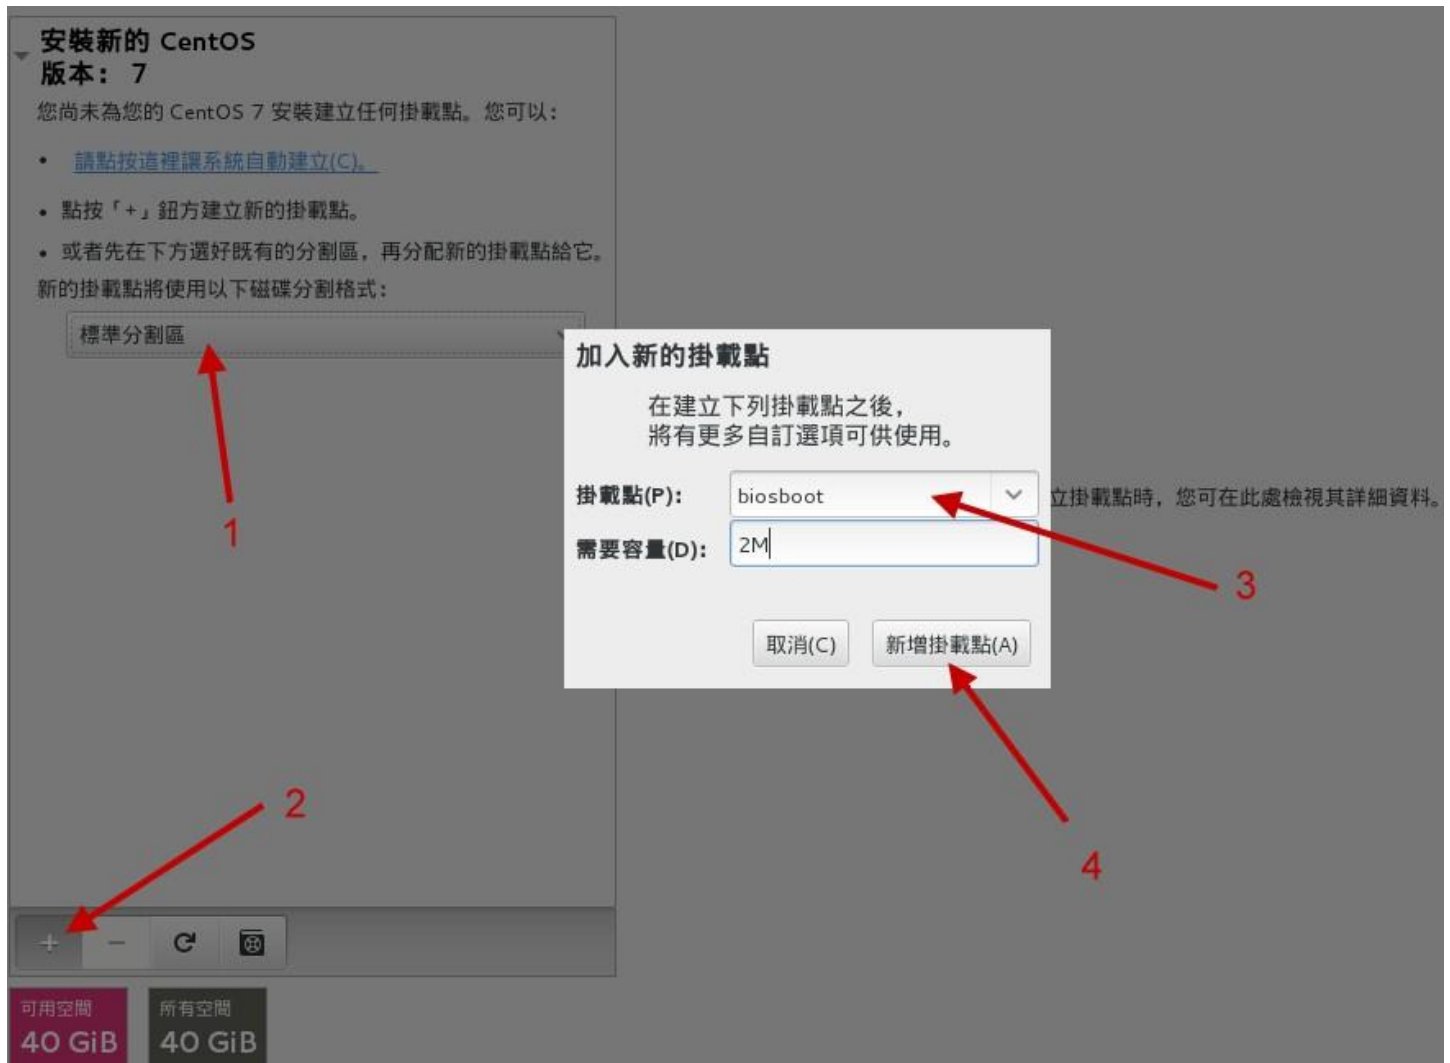 安裝新的 CentOS
版本： 7
您尚未為您的 CentOS 7 安裝建立任何掛載點。您可以：
• 請點按這裡讓系統自動建立(C)。
• 點按「+」鈕方建立新的掛載點。
• 或者先在下方選好既有的分割區，再分配新的掛載點給它。
新的掛載點將使用以下磁碟分割格式：
標準分割區
1
加入新的掛載點
在建立下列掛載點之後，
將有更多自訂選項可供使用。
掛載點(P)： biosboot
立掛載點時，您可在此處檢視其詳細資料。
需要容量(D)： 2M
3
取消(C) 新增掛載點(A)
2
4
+ −
可用空間
40 GiB
所有空間
40 GiB